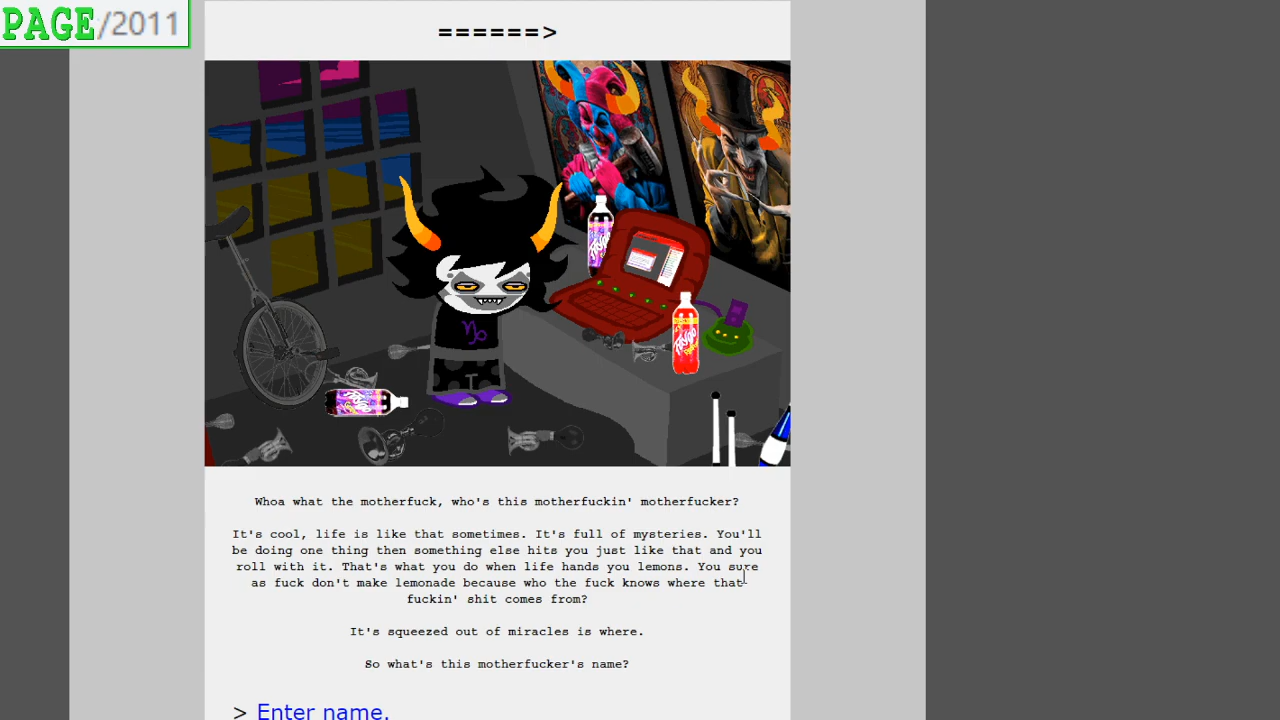 PAGE/2011
======>
Faygo
Faygo
Faygo
Whoa what the motherfuck, who's this motherfuckin' motherfucker?
It's cool, life is like that sometimes. It's full of mysteries. You'll
be doing one thing then something else hits you just like that and you
roll with it. That's what you do when life hands you lemons. You sure
as fuck don't make lemonade because who the fuck knows where that
fuckin' shit comes from?
It's squeezed out of miracles is where.
So what's this motherfucker's name?
> Enter name.